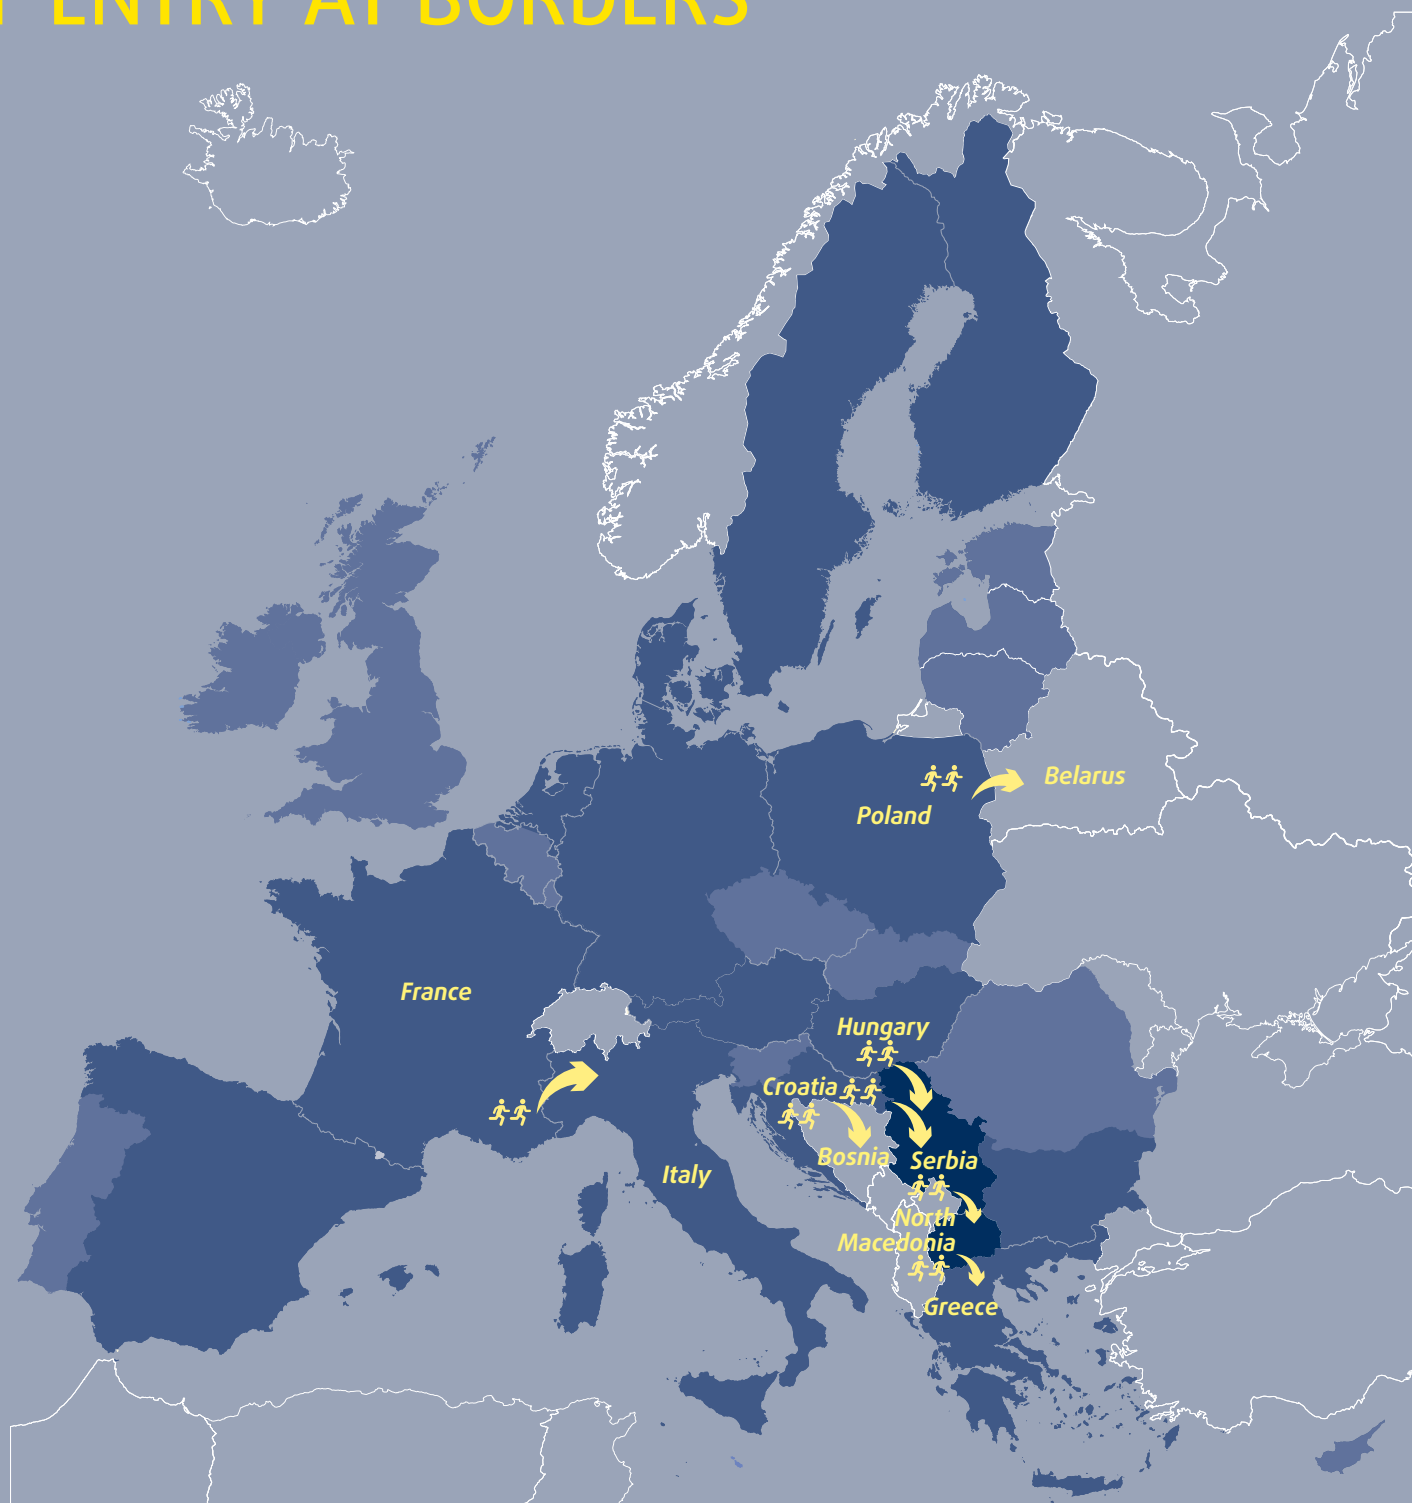 ENTRY AT BORDERS
Belarus
Poland
France
Hungary
Croatia
Bosnia
Serbia
Italy
North
Macedonia
Greece